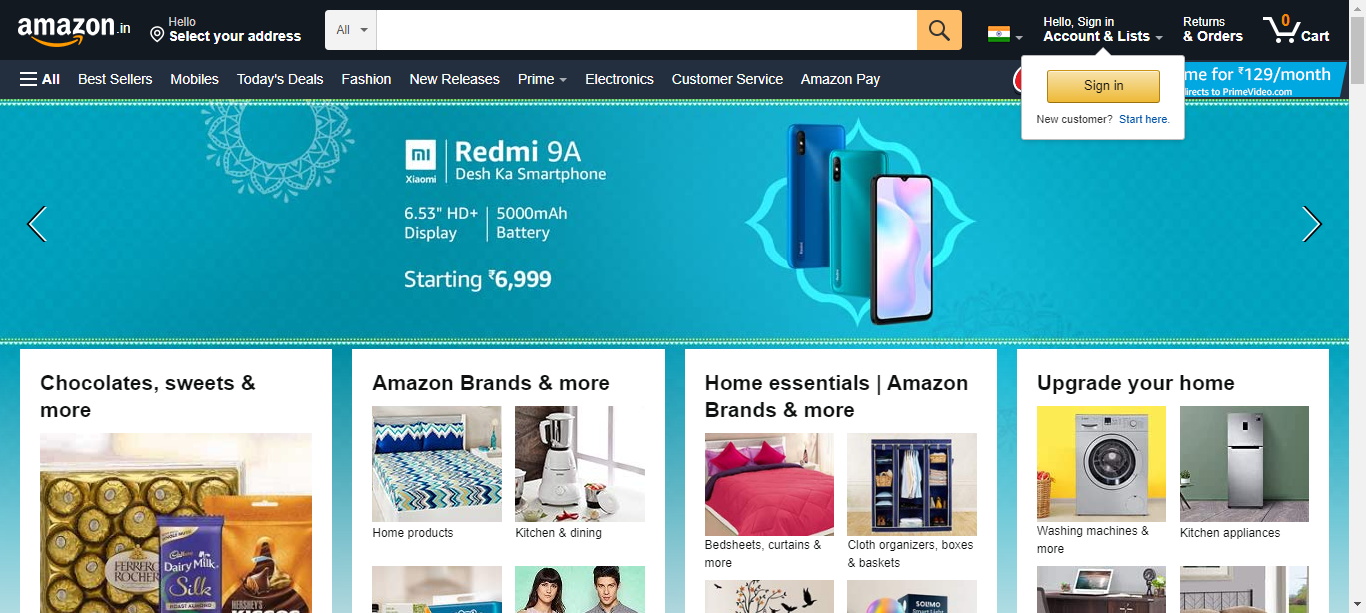 amazon.in
Hello
Select your address
All
Hello, Sign in
Account & Lists
Returns
& Orders
0
Cart
All
Best Sellers
Mobiles
Today's Deals
Fashion
New Releases
Prime
Electronics
Customer Service
Amazon Pay
me for ₹129/month
directs to PrimeVideo.com
Sign in
New customer? Start here.
mi
Xiaomi
Redmi 9A
Desh Ka Smartphone
6.53" HD+
Display
5000mAh
Battery
Starting ₹6,999
Chocolates, sweets &
more
FERRERO
ROCHER
Cadbury
Dairy Milk
Silk
ROAST ALMOND
HERSHEY'S
KISSES
Amazon Brands & more
Home products
Kitchen & dining
Home essentials | Amazon
Brands & more
Bedsheets, curtains &
more
Cloth organizers, boxes
& baskets
SOLIMO
Smart Light
Upgrade your home
Washing machines &
more
Kitchen appliances